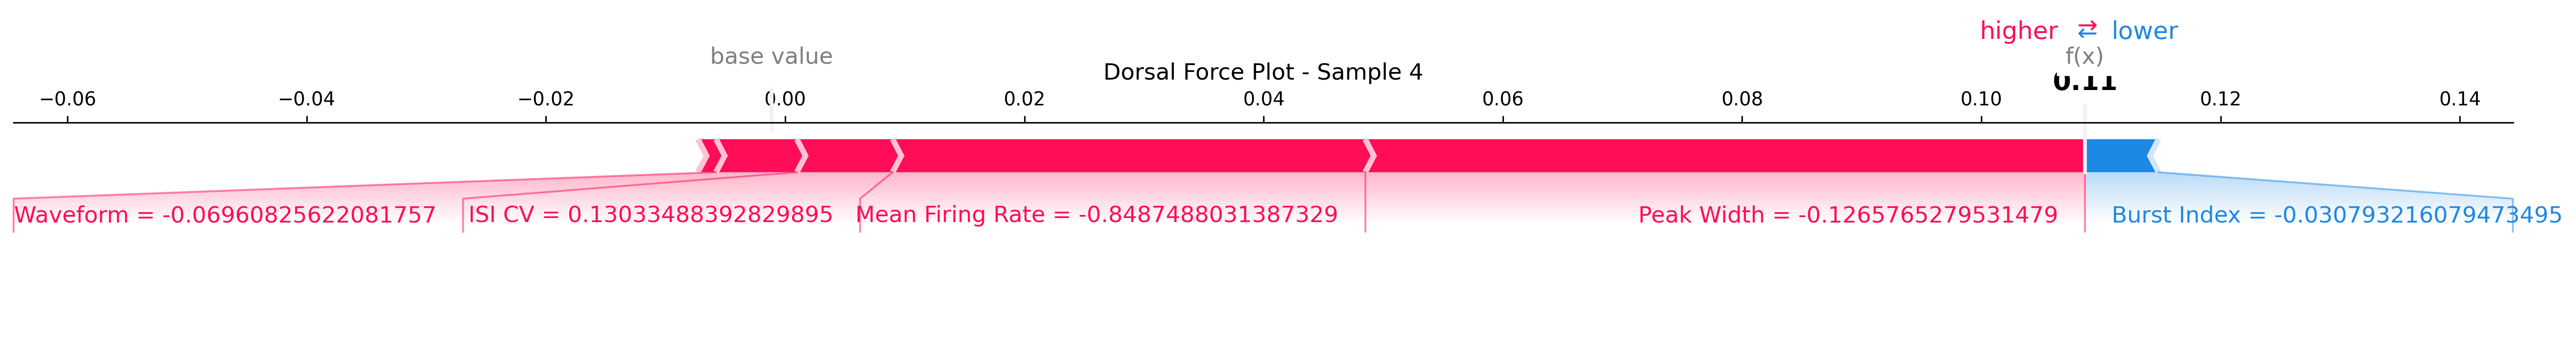 higher ⇄ lower
base value
f(x)
Dorsal Force Plot - Sample 4
0.11
−0.06 −0.04 −0.02 0.00 0.02 0.04 0.06 0.08 0.10 0.12 0.14
Waveform = -0.06960825622081757 ISI CV = 0.13033488392829895 Mean Firing Rate = -0.8487488031387329 Peak Width = -0.1265765279531479 Burst Index = -0.030793216079473495